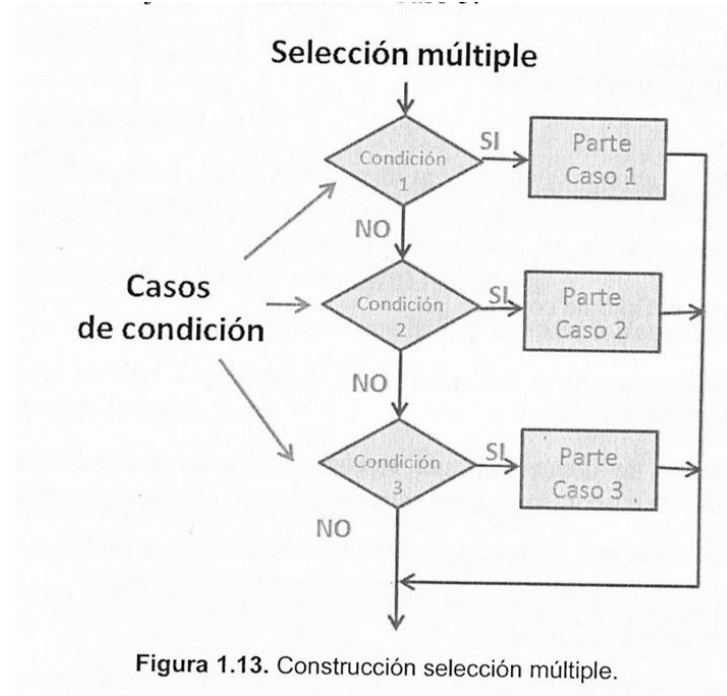 Selección múltiple
Condición
1
SI
Parte
Caso 1
NO
Casos
de condición
Condición
2
SI
Parte
Caso 2
NO
Condición
3
SI
Parte
Caso 3
NO
Figura 1.13. Construcción selección múltiple.